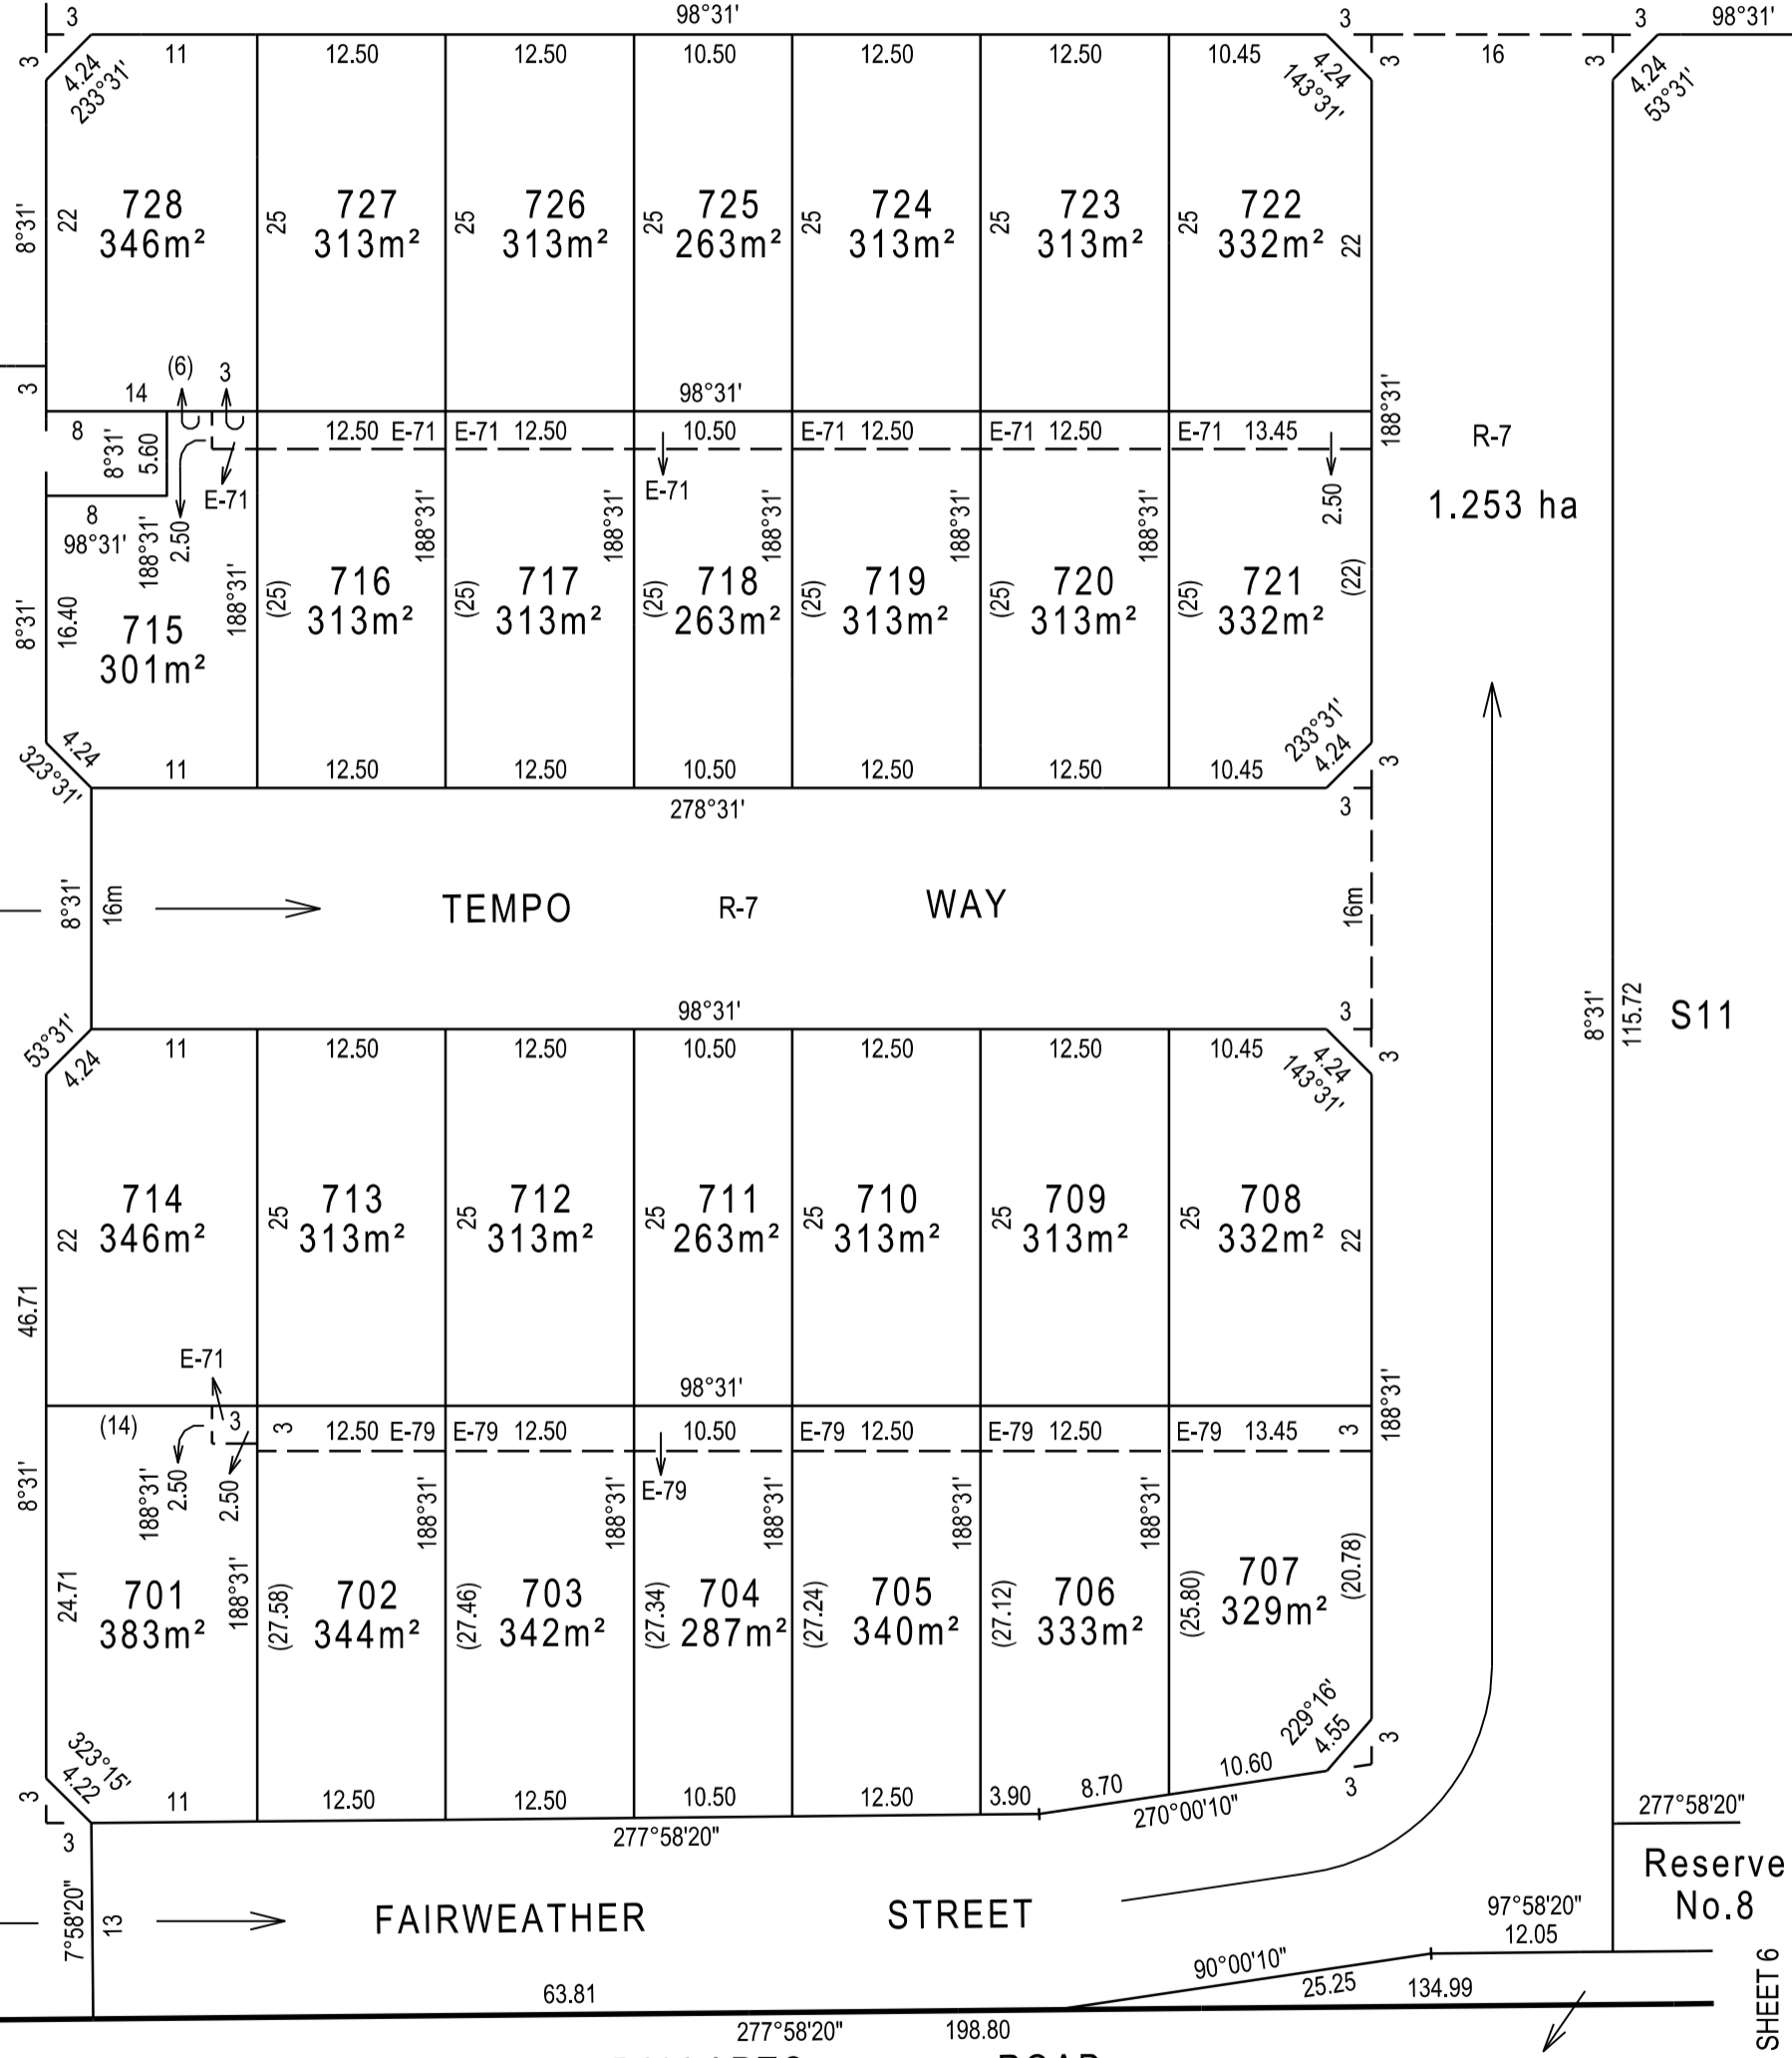 3 98°31' 3 3 98°31'
3 11 12.50 12.50 10.50 12.50 12.50 10.45 3 16 3
4.24 233°31' 4.24 143°31' 4.24 53°31'
728 727 726 725 724 723 722
346m² 313m² 313m² 263m² 313m² 313m² 332m²
8°31' 22 25 25 25 25 25 25 22
(6) 3
3 14 98°31' 188°31'
8 8°31' 5.60 12.50 E-71 E-71 12.50 10.50 E-71 12.50 E-71 12.50 E-71 13.45 R-7
E-71 E-71 2.50 1.253 ha
8
98°31' 188°31' 2.50 188°31' 188°31' 188°31' 188°31' 188°31' 188°31'
716 717 718 719 720 721
313m² 313m² 263m² 313m² 313m² 332m²
8°31' 16.40 (25) (25) (25) (25) (25) (25) (22)
715
301m²
323°31' 4.24 233°31' 4.24
11 12.50 12.50 10.50 12.50 12.50 10.45 3
278°31' 3
8°31' 16m TEMPO R-7 WAY 16m
98°31' 3 8°31' 115.72 S11
53°31' 4.24 11 12.50 12.50 10.50 12.50 12.50 10.45 4.24 143°31' 3
714 713 712 711 710 709 708
346m² 313m² 313m² 263m² 313m² 313m² 332m²
22 25 25 25 25 25 25 22
46.71
E-71 98°31' 188°31'
(14) 3 3 12.50 E-79 E-79 12.50 10.50 E-79 12.50 E-79 12.50 E-79 13.45 3
E-79
8°31' 188°31' 2.50 2.50 188°31' 188°31' 188°31' 188°31' 188°31' 188°31'
701 702 703 704 705 706 707
383m² 344m² 342m² 287m² 340m² 333m² 329m²
24.71 (27.58) (27.46) (27.34) (27.24) (27.12) (25.80) (20.78)
323°15' 4.22 229°16' 4.55 3
3 11 12.50 12.50 10.50 12.50 3.90 8.70 10.60 3
3 277°58'20" 270°00'10" 277°58'20"
Reserve
No.8
7°58'20" 13 FAIRWEATHER STREET 97°58'20"
12.05
90°00'10"
63.81 25.25 134.99
277°58'20" 198.80
ROAD
SHEET 6